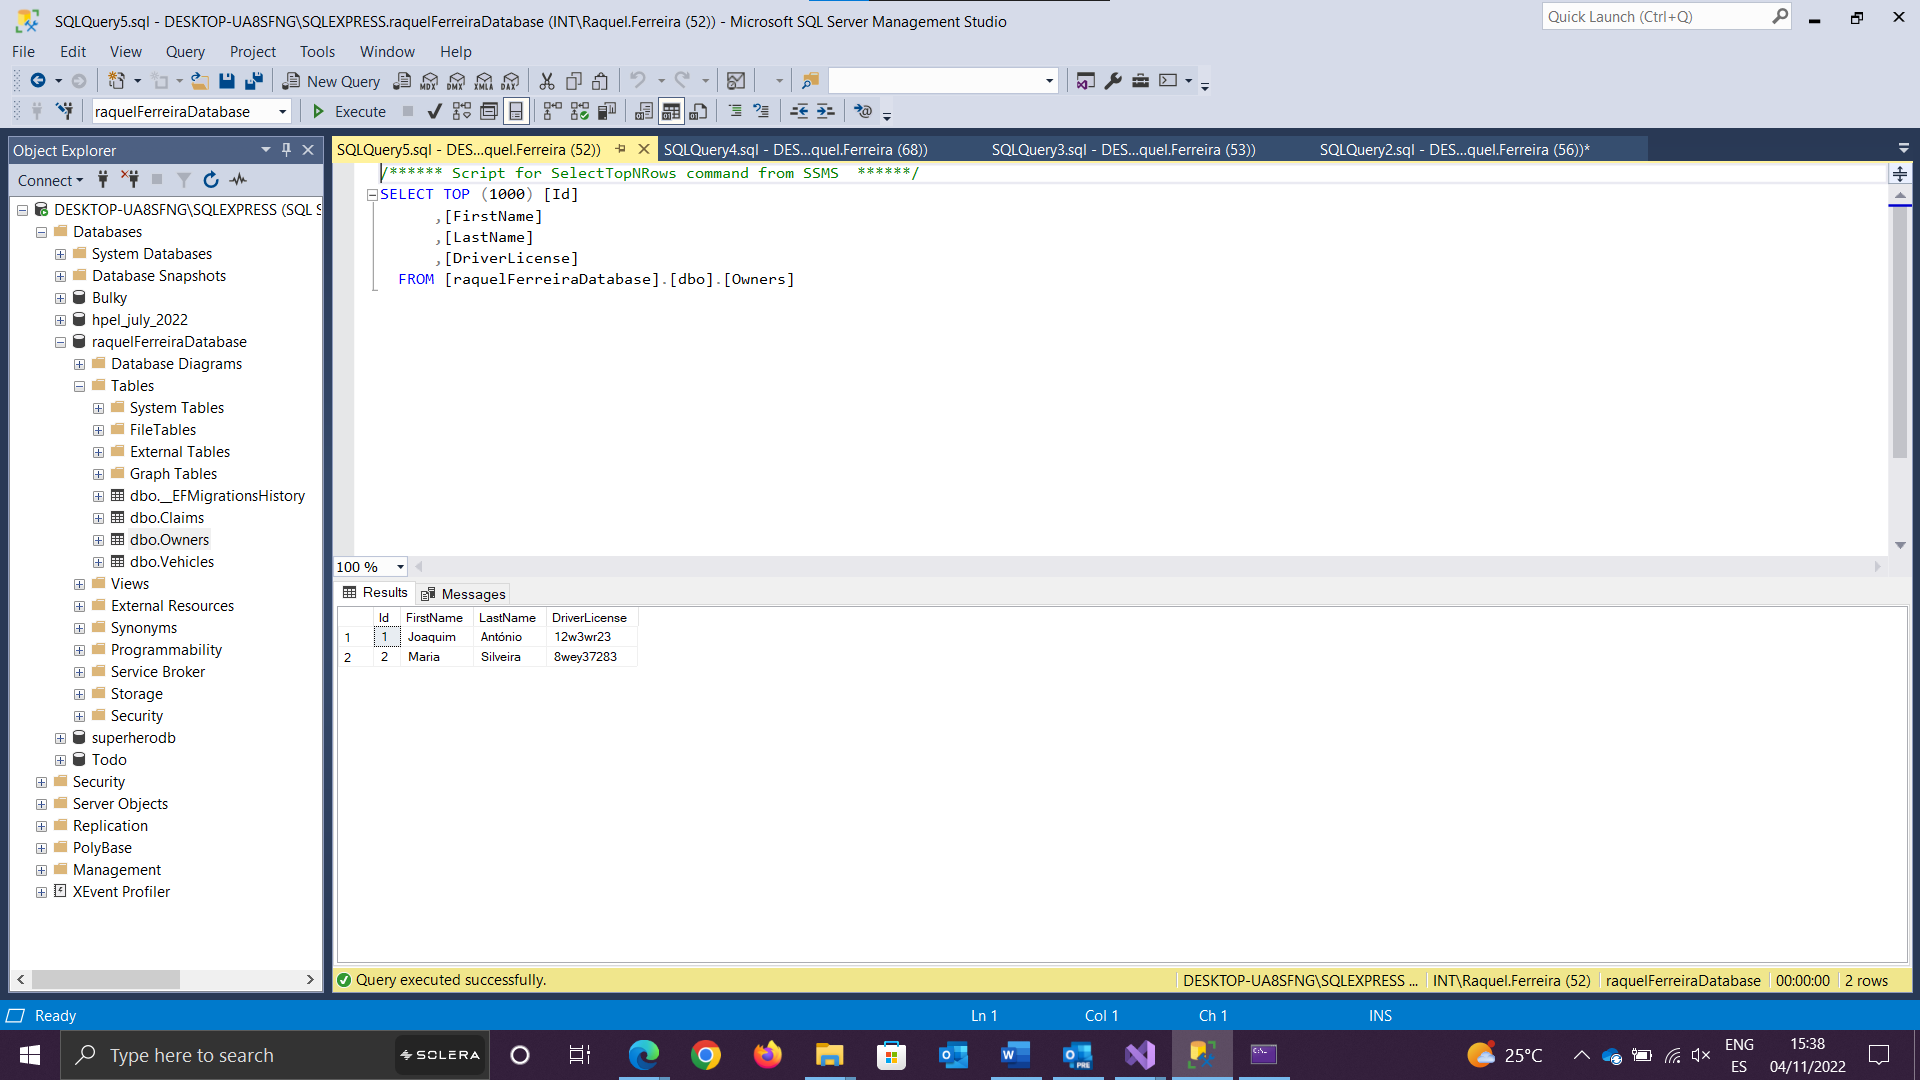 SQLQuery5.sql - DESKTOP-UA8SFNG\SQLEXPRESS.raquelFerreiraDatabase (INT\Raquel.Ferreira (52)) - Microsoft SQL Server Management Studio
Quick Launch (Ctrl+Q)
File Edit View Query Project Tools Window Help
New Query MDX DMX XMLA DAX
raquelFerreiraDatabase Execute
Object Explorer
Connect
DESKTOP-UA8SFNG\SQLEXPRESS (SQL S
Databases
System Databases
Database Snapshots
Bulky
hpel_july_2022
raquelFerreiraDatabase
Database Diagrams
Tables
System Tables
FileTables
External Tables
Graph Tables
dbo.__EFMigrationsHistory
dbo.Claims
dbo.Owners
dbo.Vehicles
Views
External Resources
Synonyms
Programmability
Service Broker
Storage
Security
superherodb
Todo
Security
Server Objects
Replication
PolyBase
Management
XEvent Profiler
SQLQuery5.sql - DES...quel.Ferreira (52)) SQLQuery4.sql - DES...quel.Ferreira (68)) SQLQuery3.sql - DES...quel.Ferreira (53)) SQLQuery2.sql - DES...quel.Ferreira (56))*
/****** Script for SelectTopNRows command from SSMS  ******/
SELECT TOP (1000) [Id]
,[FirstName]
,[LastName]
,[DriverLicense]
FROM [raquelFerreiraDatabase].[dbo].[Owners]
100 %
Results Messages
Id FirstName LastName DriverLicense
1 1 Joaquim António 12w3wr23
2 2 Maria Silveira 8wey37283
Query executed successfully.
DESKTOP-UA8SFNG\SQLEXPRESS ... INT\Raquel.Ferreira (52) raquelFerreiraDatabase 00:00:00 2 rows
Ready Ln 1 Col 1 Ch 1 INS
Type here to search SOLERA
25°C
ENG
ES
15:38
04/11/2022